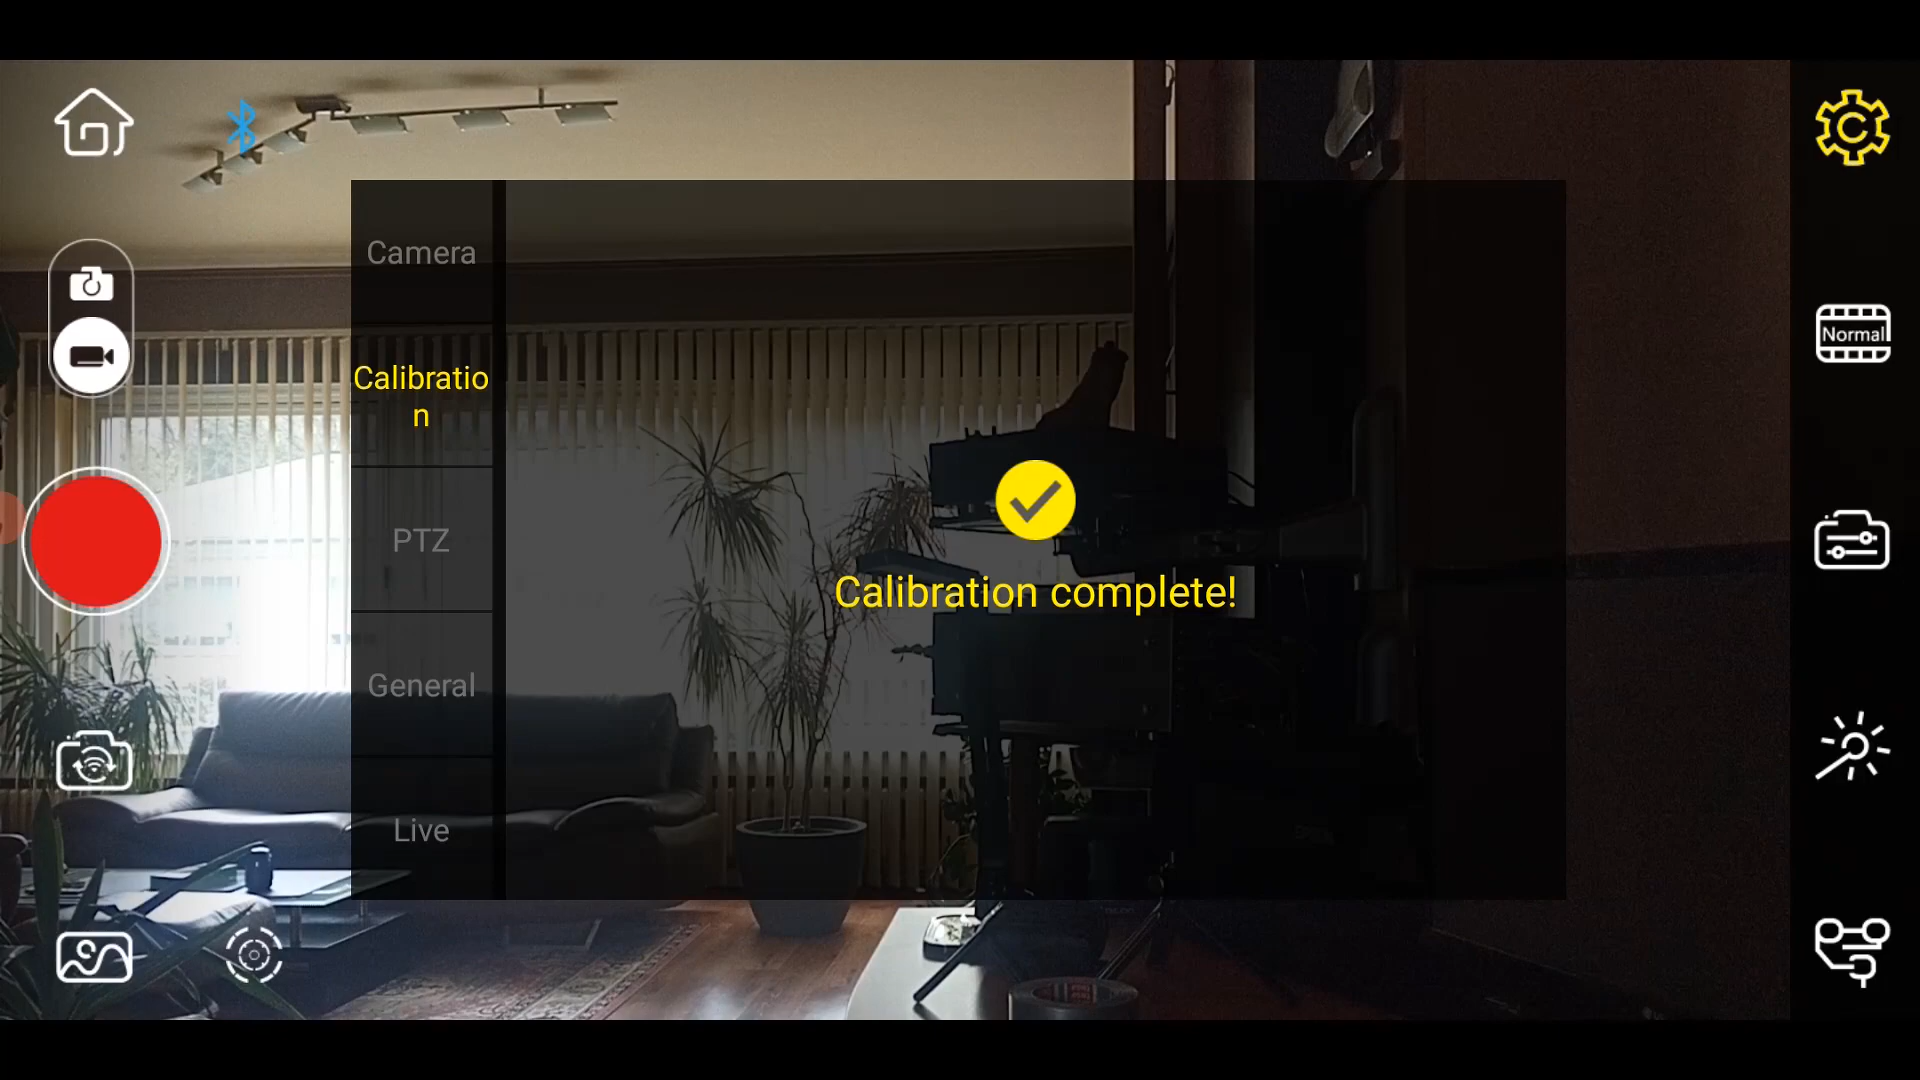 Camera
Calibratio
n
PTZ
General
Live
Calibration complete!
Normal